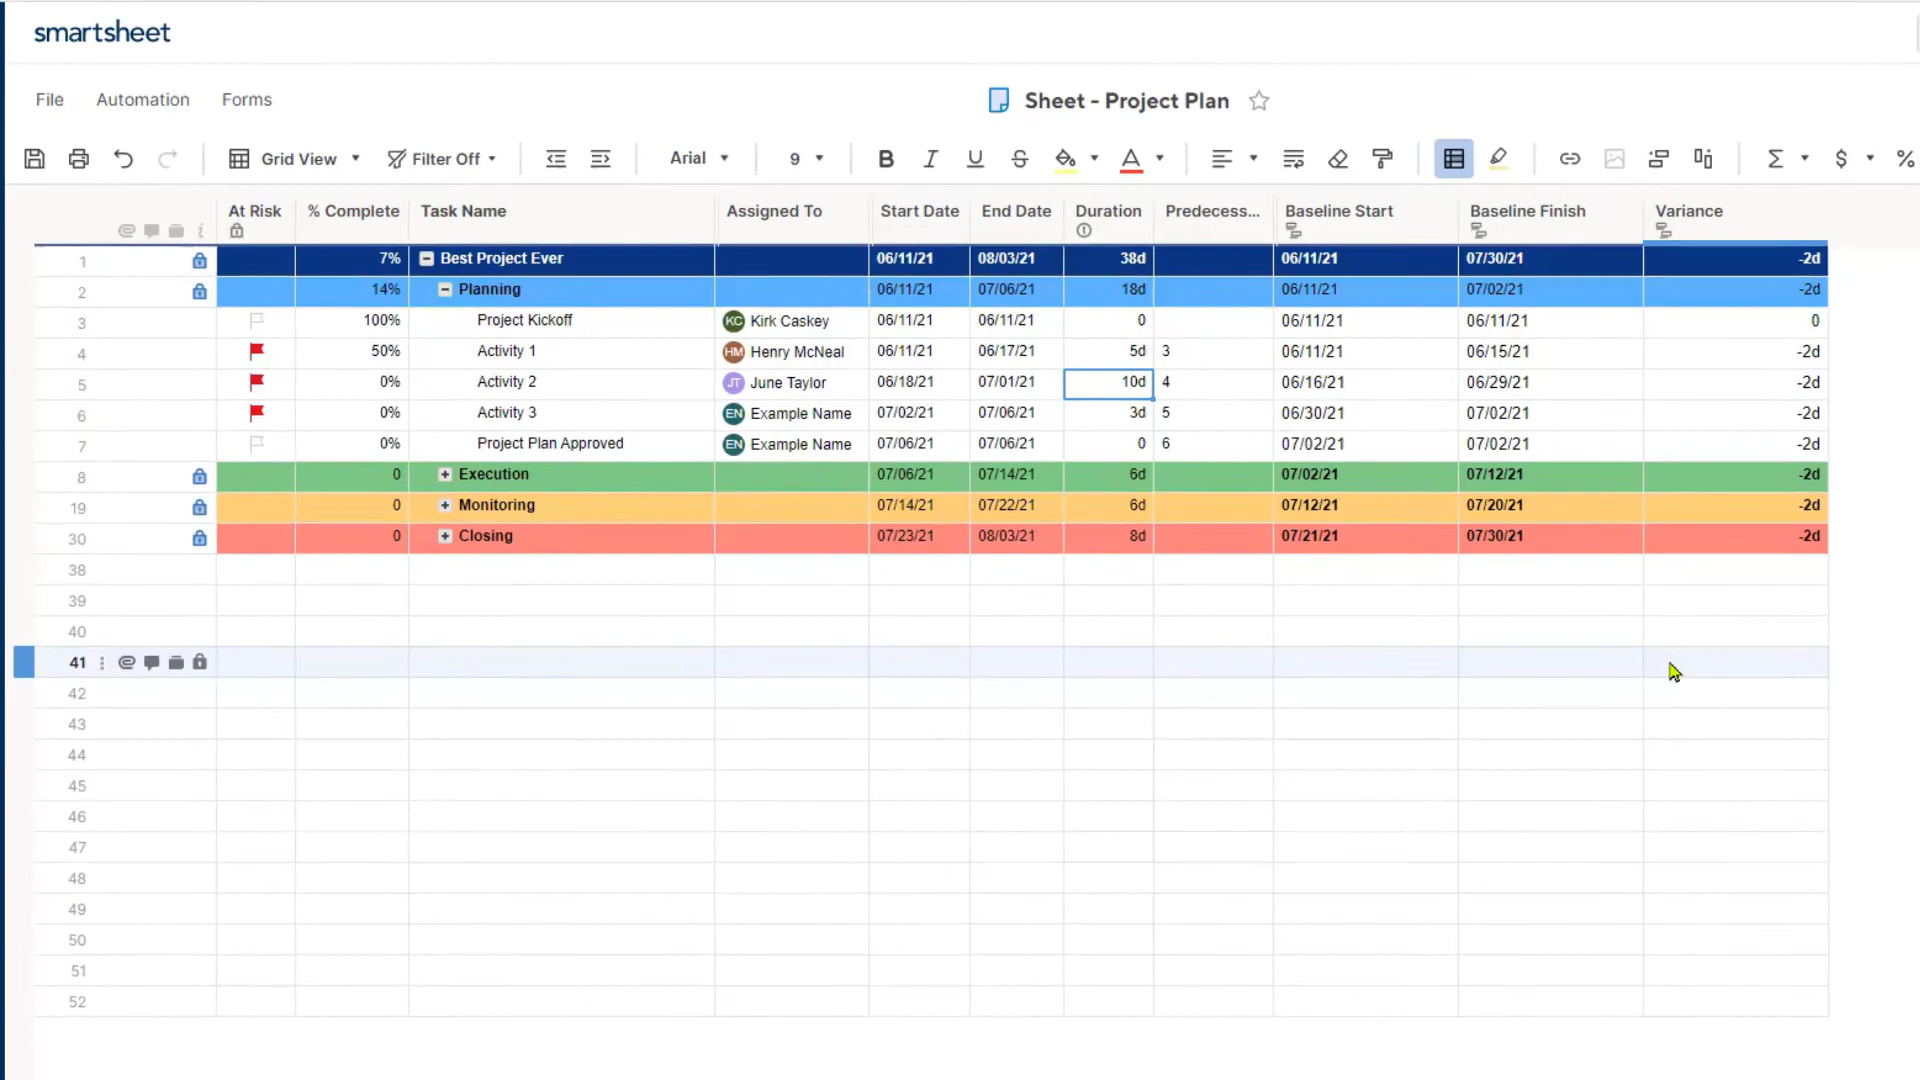 smartsheet
File Automation Forms Sheet - Project Plan
Grid View Filter Off Arial 9 B I U S A Σ $ %
At Risk % Complete Task Name Assigned To Start Date End Date Duration Predecess... Baseline Start Baseline Finish Variance
1 7% Best Project Ever 06/11/21 08/03/21 38d 06/11/21 07/30/21 -2d
2 14% Planning 06/11/21 07/06/21 18d 06/11/21 07/02/21 -2d
3 100% Project Kickoff KC Kirk Caskey 06/11/21 06/11/21 0 06/11/21 06/11/21 0
4 50% Activity 1 HM Henry McNeal 06/11/21 06/17/21 5d 3 06/11/21 06/15/21 -2d
5 0% Activity 2 JT June Taylor 06/18/21 07/01/21 10d 4 06/16/21 06/29/21 -2d
6 0% Activity 3 EN Example Name 07/02/21 07/06/21 3d 5 06/30/21 07/02/21 -2d
7 0% Project Plan Approved EN Example Name 07/06/21 07/06/21 0 6 07/02/21 07/02/21 -2d
8 0 Execution 07/06/21 07/14/21 6d 07/02/21 07/12/21 -2d
19 0 Monitoring 07/14/21 07/22/21 6d 07/12/21 07/20/21 -2d
30 0 Closing 07/23/21 08/03/21 8d 07/21/21 07/30/21 -2d
38
39
40
41
42
43
44
45
46
47
48
49
50
51
52